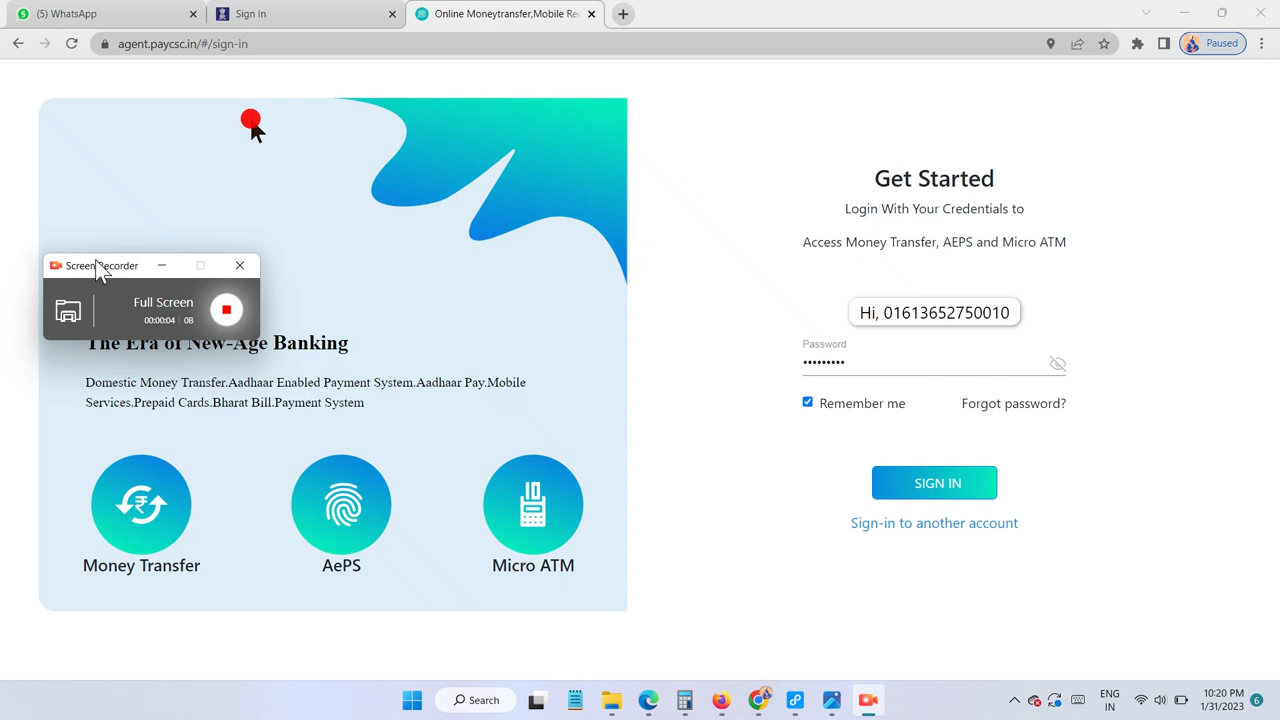 (5) WhatsApp
Sign In
Online Moneytransfer,Mobile Rec
agent.paycsc.in/#/sign-in
Paused
Screen Recorder
Full Screen
00:00:04 | 0B
The Era of New-Age Banking
Domestic Money Transfer.Aadhaar Enabled Payment System.Aadhaar Pay.Mobile
Services.Prepaid Cards.Bharat Bill.Payment System
Money Transfer
AePS
Micro ATM
Get Started
Login With Your Credentials to
Access Money Transfer, AEPS and Micro ATM
Hi, 01613652750010
Password
•••••••••
Remember me
Forgot password?
SIGN IN
Sign-in to another account
Search
ENG
IN
10:20 PM
1/31/2023
6